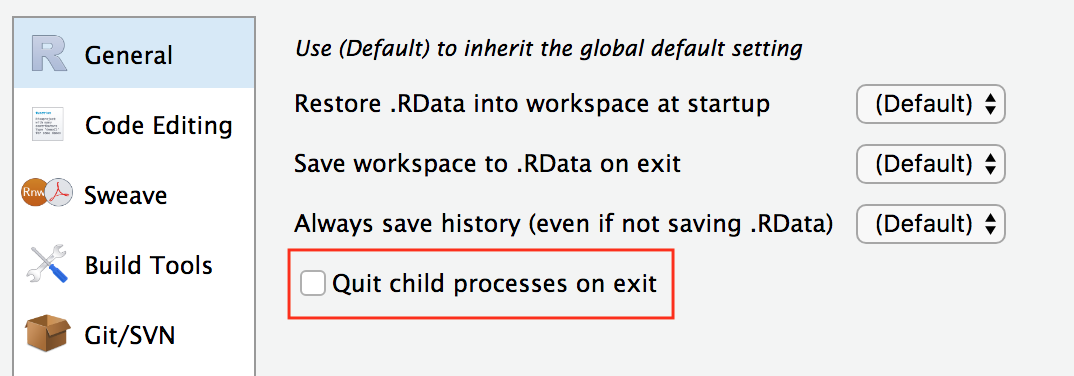 General
Code Editing
Rnw
Sweave
Build Tools
Git/SVN
Use (Default) to inherit the global default setting
Restore .RData into workspace at startup (Default)
Save workspace to .RData on exit (Default)
Always save history (even if not saving .RData) (Default)
Quit child processes on exit